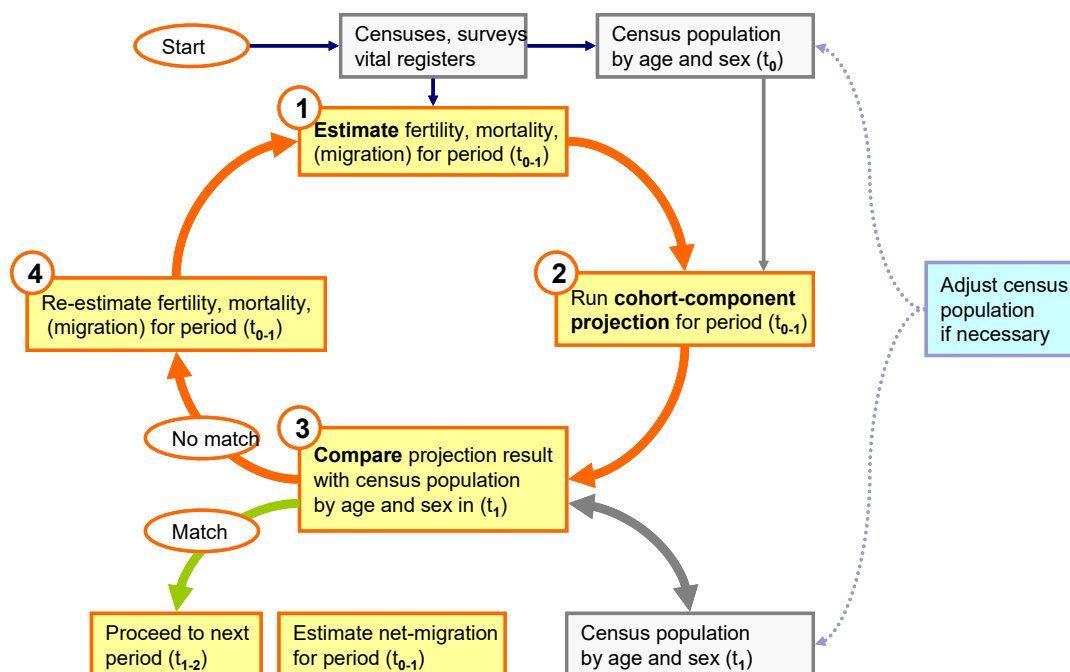 Start
Censuses, surveys
vital registers
Census population
by age and sex (t0)
1
Estimate fertility, mortality,
(migration) for period (t0-1)
4
Re-estimate fertility, mortality,
(migration) for period (t0-1)
2
Run cohort-component
projection for period (t0-1)
Adjust census
population
if necessary
No match
3
Compare projection result
with census population
by age and sex in (t1)
Match
Proceed to next
period (t1-2)
Estimate net-migration
for period (t0-1)
Census population
by age and sex (t1)